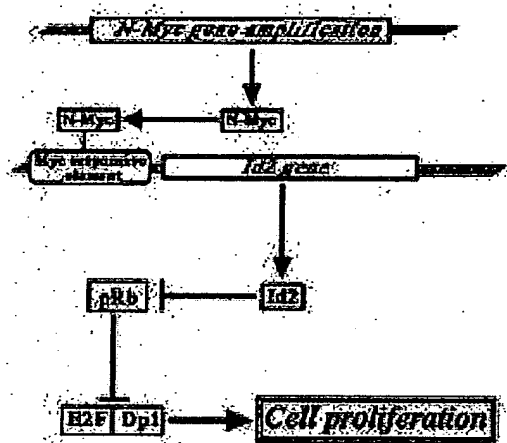 N-Myc gene amplification
N-Myc
N-Myc
Myc responsive
element
Id2 gene
pRb
Id2
E2F
Dp1
Cell proliferation